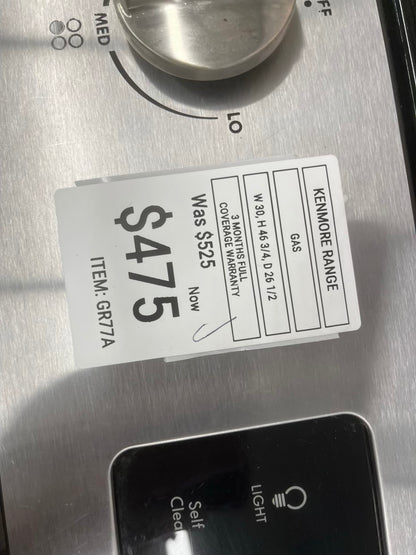 FF
MED
LO
KENMORE RANGE
GAS
W 30, H 46 3/4, D 26 1/2
3 MONTHS FULL
COVERAGE WARRANTY
Was $525
Now
$475
ITEM: GR77A
LIGHT
Self
Clea